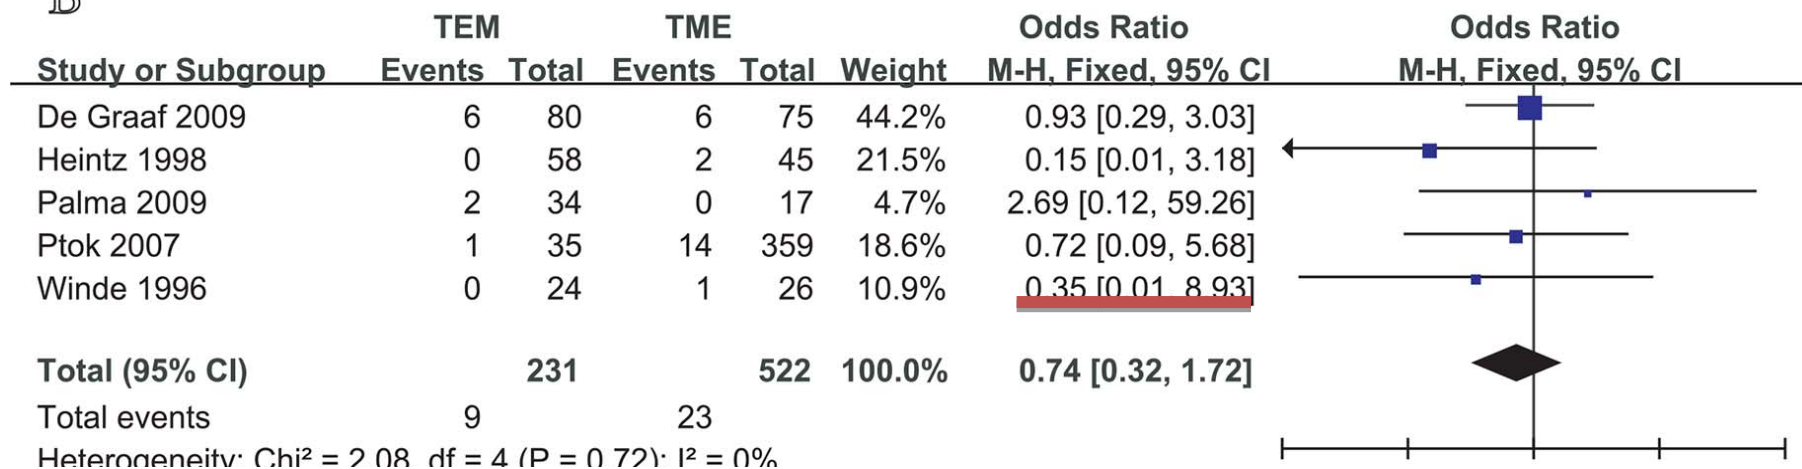 B
TEM TME Odds Ratio Odds Ratio
Study or Subgroup Events Total Events Total Weight M-H, Fixed, 95% CI M-H, Fixed, 95% CI
De Graaf 2009 6 80 6 75 44.2% 0.93 [0.29, 3.03]
Heintz 1998 0 58 2 45 21.5% 0.15 [0.01, 3.18]
Palma 2009 2 34 0 17 4.7% 2.69 [0.12, 59.26]
Ptok 2007 1 35 14 359 18.6% 0.72 [0.09, 5.68]
Winde 1996 0 24 1 26 10.9% 0.35 [0.01, 8.93]
Total (95% CI) 231 522 100.0% 0.74 [0.32, 1.72]
Total events 9 23
Heterogeneity: Chi² = 2.08, df = 4 (P = 0.72); I² = 0%